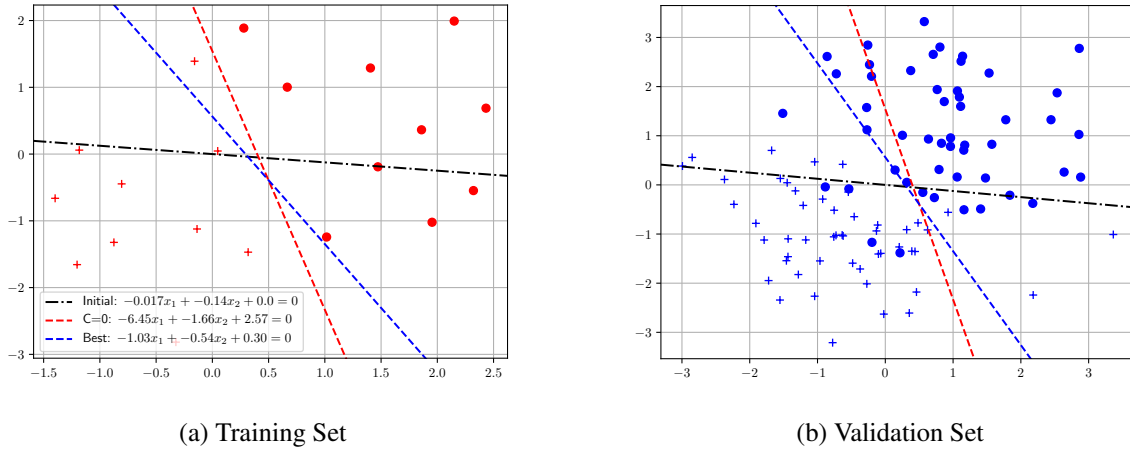 2
1
0
−1
−2
−3
−1.5 −1.0 −0.5 0.0 0.5 1.0 1.5 2.0 2.5
Initial: −0.017x₁ + −0.14x₂ + 0.0 = 0
C=0: −6.45x₁ + −1.66x₂ + 2.57 = 0
Best: −1.03x₁ + −0.54x₂ + 0.30 = 0
(a) Training Set
3
2
1
0
−1
−2
−3
−3 −2 −1 0 1 2 3
(b) Validation Set